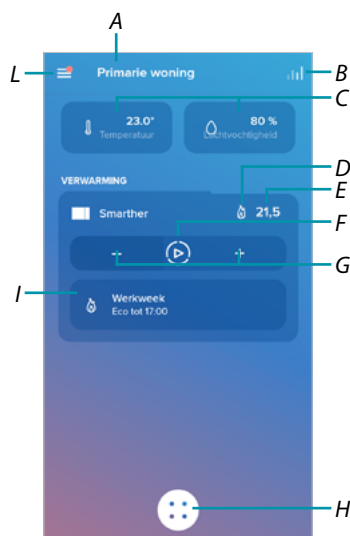 A
L
Primarie woning
B
C
23.0°
Temperatuur
80 %
Luchtvochtigheid
VERWARMING
D
E
Smarther
21,5
F
G
I
Werkweek
Eco tot 17:00
H